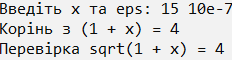 Введіть x та eps: 15 10e-7
Корінь з (1 + x) = 4
Перевірка sqrt(1 + x) = 4